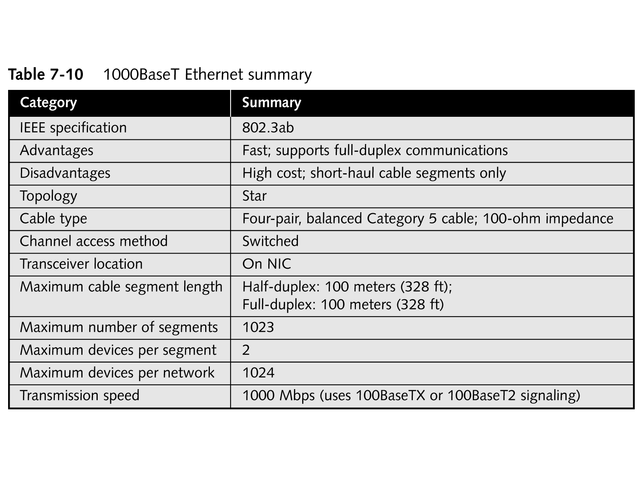 Table 7-10 1000BaseT Ethernet summary
Category Summary
IEEE specification 802.3ab
Advantages Fast; supports full-duplex communications
Disadvantages High cost; short-haul cable segments only
Topology Star
Cable type Four-pair, balanced Category 5 cable; 100-ohm impedance
Channel access method Switched
Transceiver location On NIC
Maximum cable segment length Half-duplex: 100 meters (328 ft);
Full-duplex: 100 meters (328 ft)
Maximum number of segments 1023
Maximum devices per segment 2
Maximum devices per network 1024
Transmission speed 1000 Mbps (uses 100BaseTX or 100BaseT2 signaling)